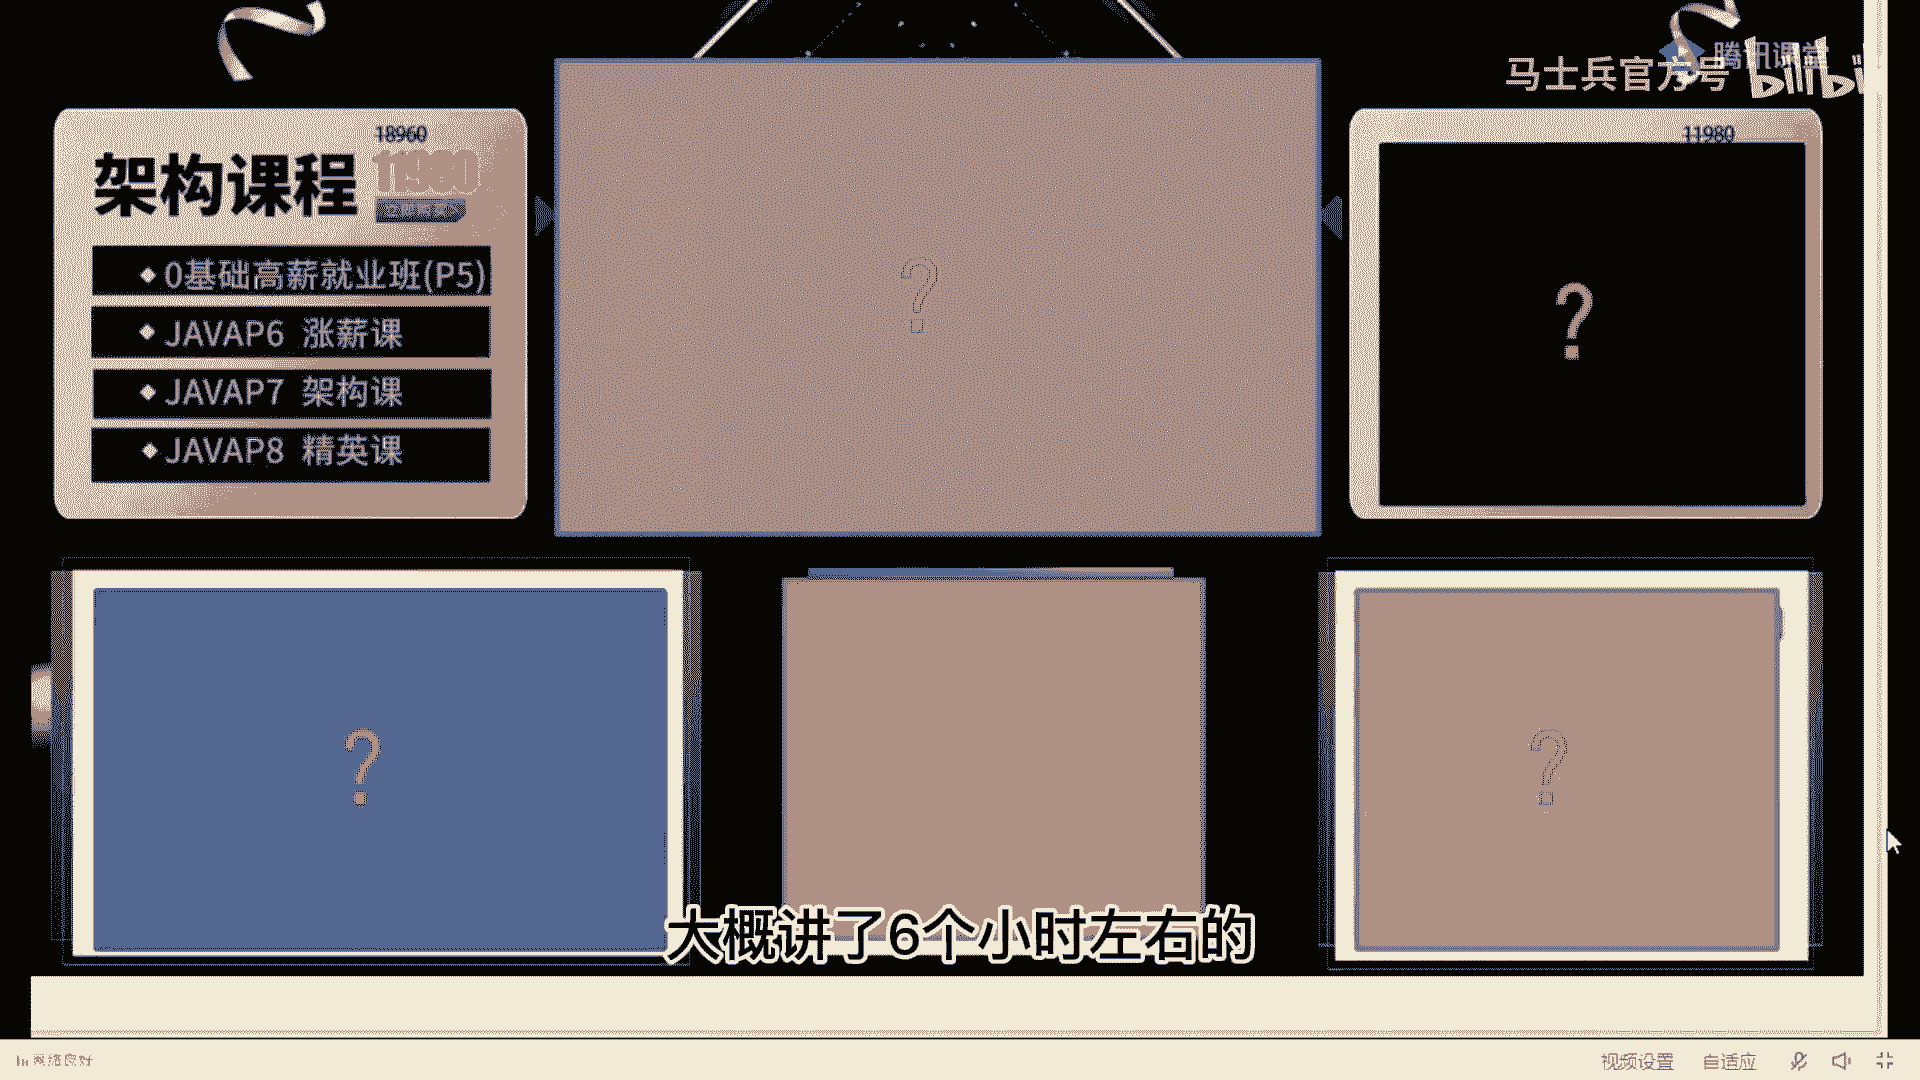 腾讯课堂
马士兵官方号 bilibi
18960
架构课程 11980
0基础高薪就业班(P5)
JAVAP6 涨薪课
JAVAP7 架构课
JAVAP8 精英课
?
11980
?
?
?
大概讲了6个小时左右的
网络良好
视频设置 自适应